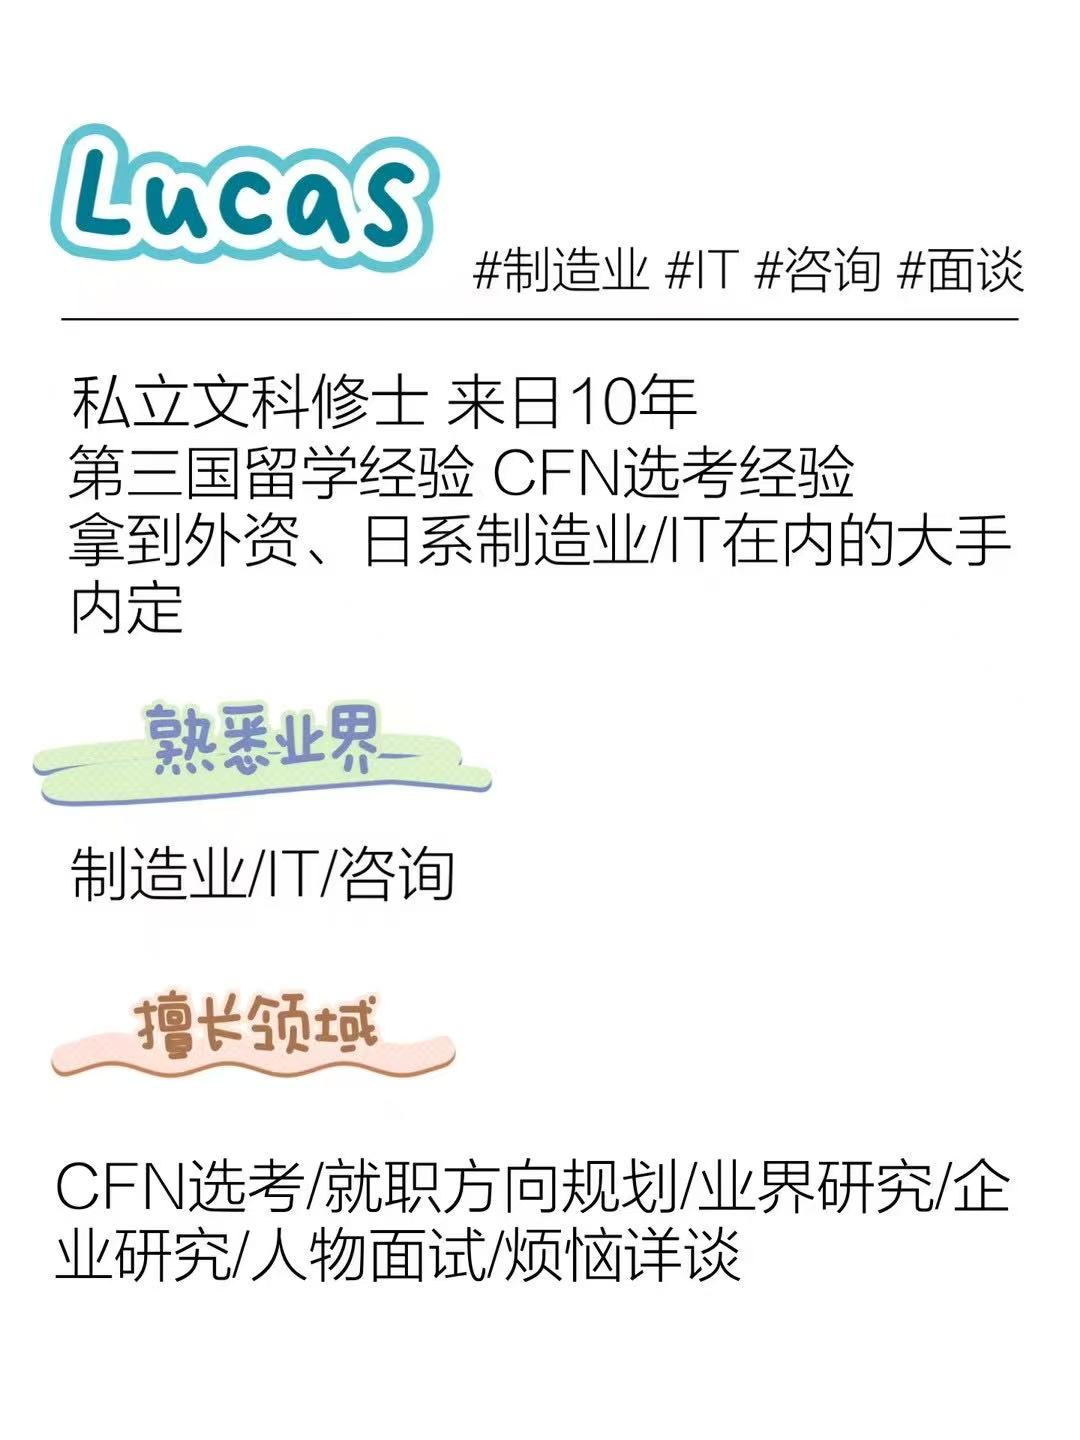 Lucas
#制造业 #IT #咨询 #面谈
私立文科修士 来日10年
第三国留学经验 CFN选考经验
拿到外资、日系制造业/IT在内的大手
内定
熟悉业界
制造业/IT/咨询
擅长领域
CFN选考/就职方向规划/业界研究/企
业研究/人物面试/烦恼详谈